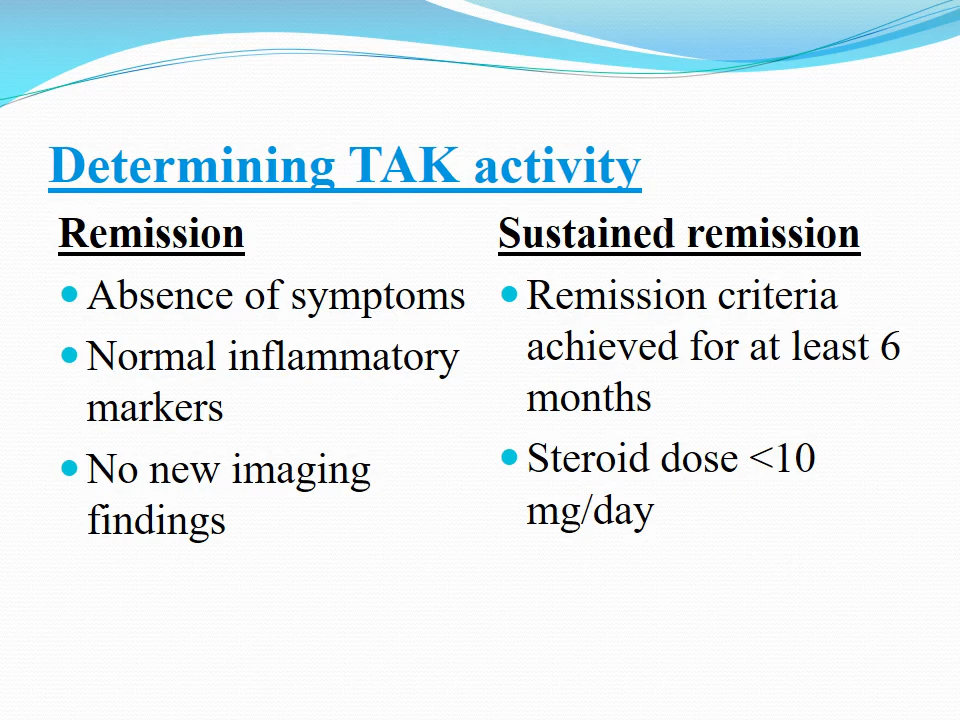 Determining TAK activity
Remission
Absence of symptoms
Normal inflammatory
markers
No new imaging
findings
Sustained remission
Remission criteria
achieved for at least 6
months
Steroid dose <10
mg/day